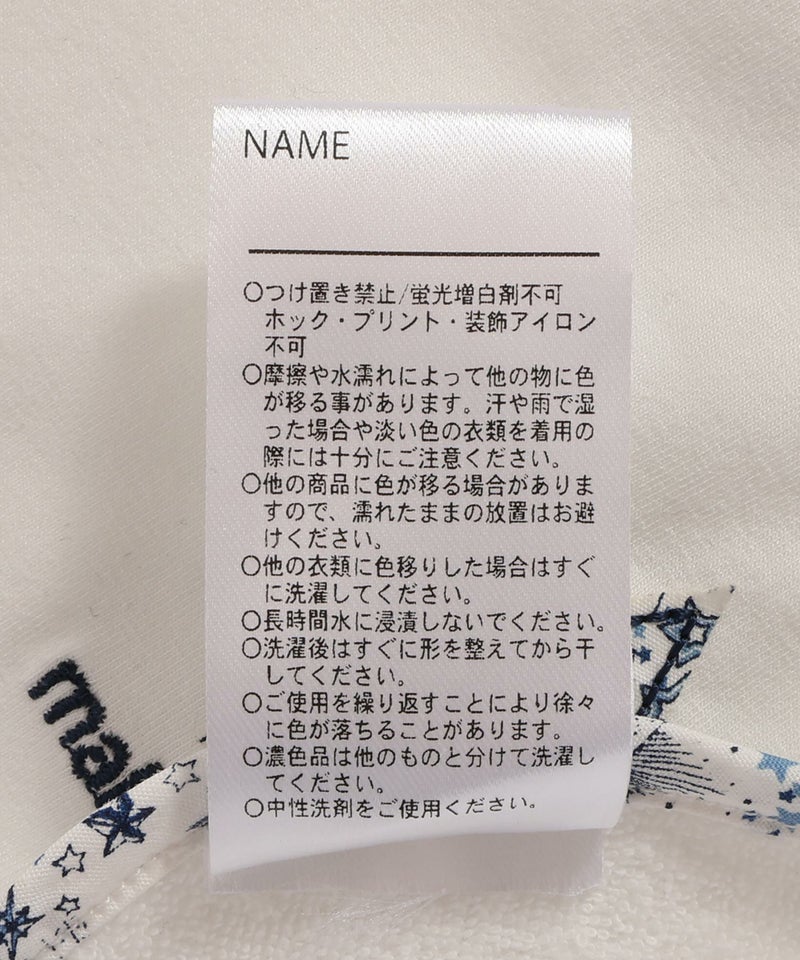 NAME
○つけ置き禁止/蛍光増白剤不可
ホック・プリント・装飾アイロン
不可
○摩擦や水濡れによって他の物に色
が移る事があります。汗や雨で湿
った場合や淡い色の衣類を着用の
際には十分にご注意ください。
○他の商品に色が移る場合がありま
すので、濡れたままの放置はお避
けください。
○他の衣類に色移りした場合はすぐ
に洗濯してください。
○長時間水に浸漬しないでください。
○洗濯後はすぐに形を整えてから干
してください。
○ご使用を繰り返すことにより徐々
に色が落ちることがあります。
○濃色品は他のものと分けて洗濯し
てください。
○中性洗剤をご使用ください。